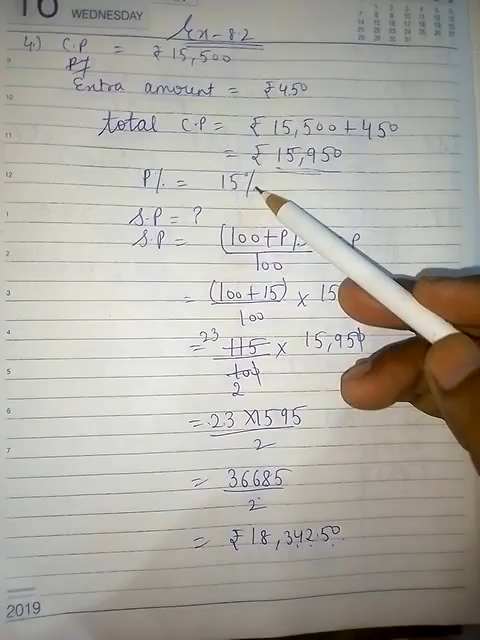 WEDNESDAY
Ex-8.2
4.) C.P = ₹ 15,500
Extra amount = ₹450
Total C.P = ₹ 15,500 + 450
= ₹ 15,950
P% = 15%
S.P = ?
S.P = (100+P
100
= (100+15) × 15
100
= 23 115 × 15,950
100
2
= 23 × 1595
2
= 36685
2
= ₹ 18,342.50
2019